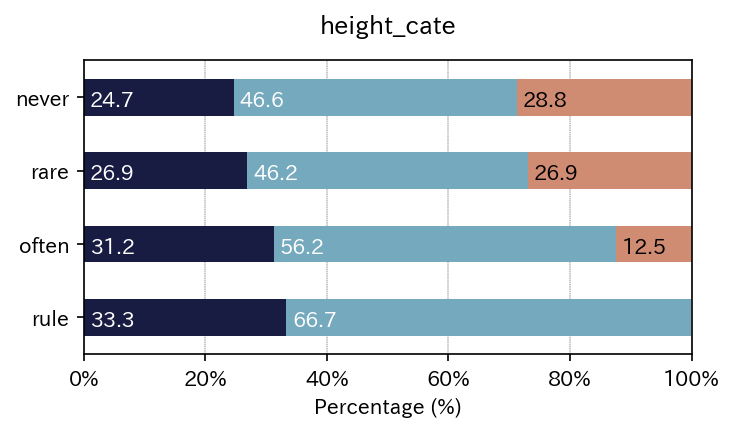 height_cate
never 24.7 46.6 28.8
rare 26.9 46.2 26.9
often 31.2 56.2 12.5
rule 33.3 66.7
0% 20% 40% 60% 80% 100%
Percentage (%)